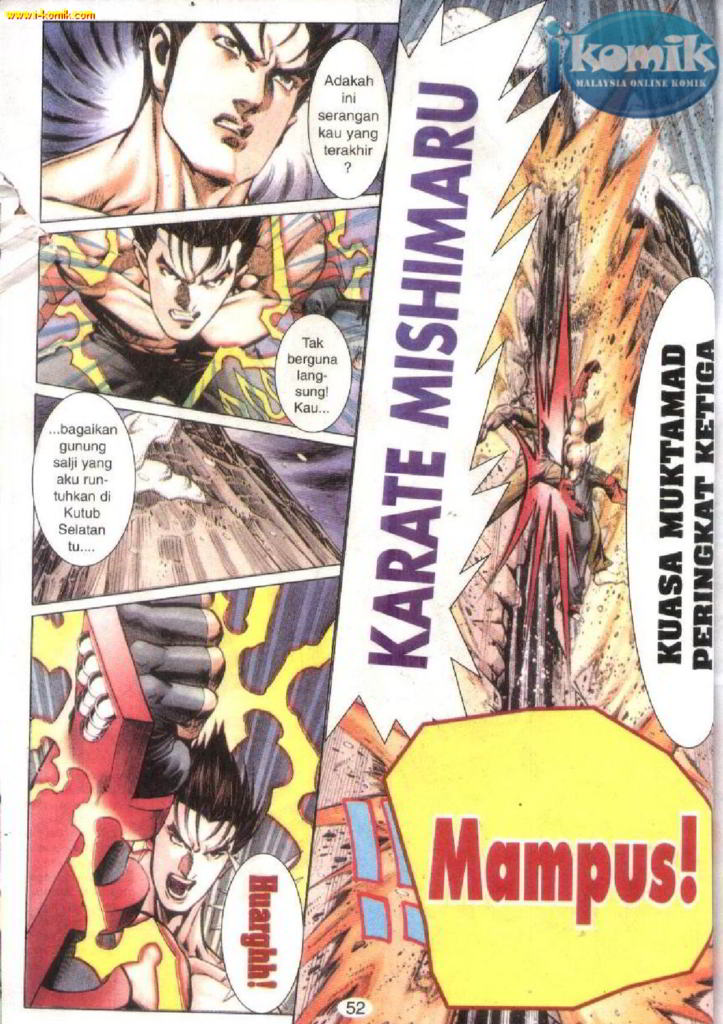 www.i-komik.com
ikomik
MALAYSIA ONLINE KOMIK
Adakah
ini
serangan
kau yang
terakhir
?
Tak
berguna
lang-
sung!
Kau...
...bagaikan
gunung
salji yang
aku run-
tuhkan di
Kutub
Selatan
tu....
Huarghh!
KARATE MISHIMARU
KUASA MUKTAMAD
PERINGKAT KETIGA
Mampus!
52